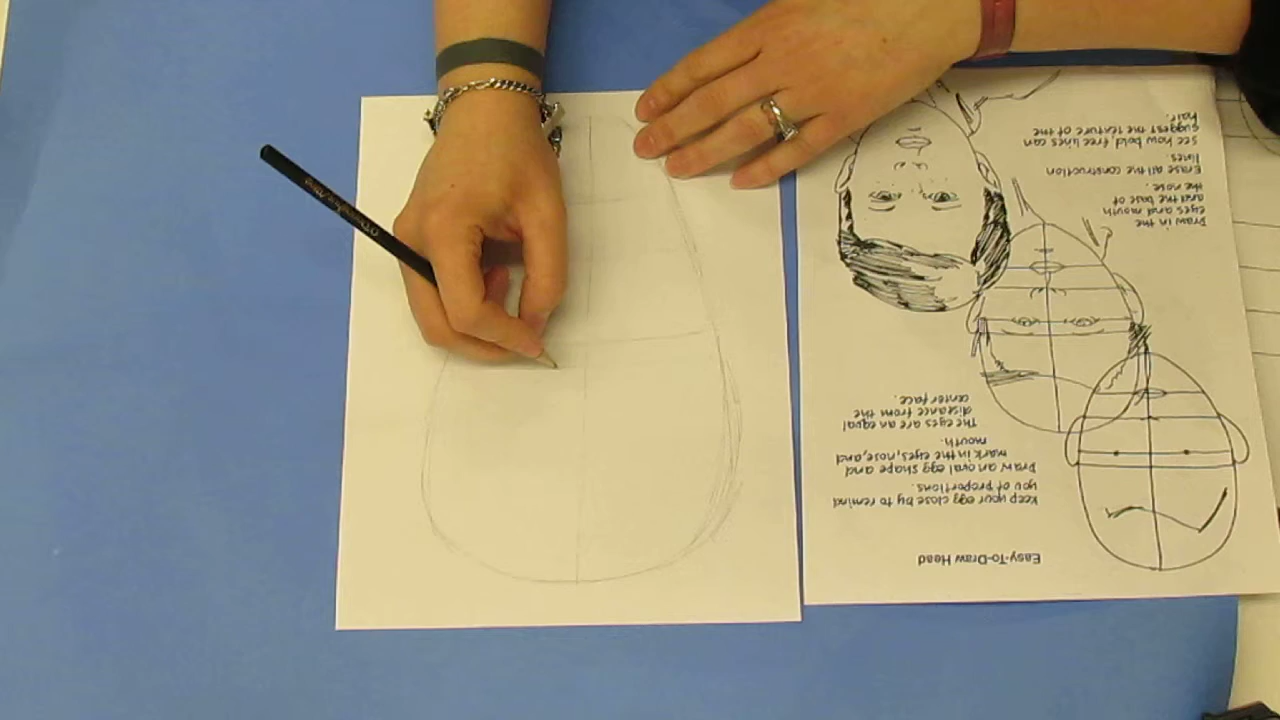 Easy-To-Draw Head
Keep your egg close by to remind
you of proportions.
Draw an oval egg shape and
mark in the eyes, nose, and
mouth.
The eyes are an equal
distance from the
center face.
Draw in the
eyes and mouth
and the base of
the nose.
Erase all the construction
lines
See how bold, free lines can
suggest the texture of the
hair.